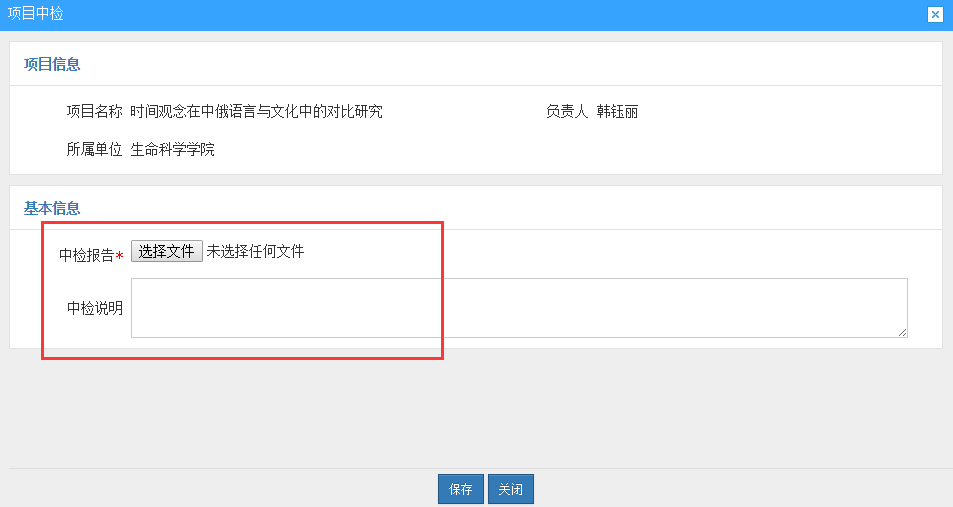 项目中检
项目信息
项目名称 时间观念在中俄语言与文化中的对比研究 负责人 韩钰丽
所属单位 生命科学学院
基本信息
中检报告* 选择文件 未选择任何文件
中检说明
保存 关闭